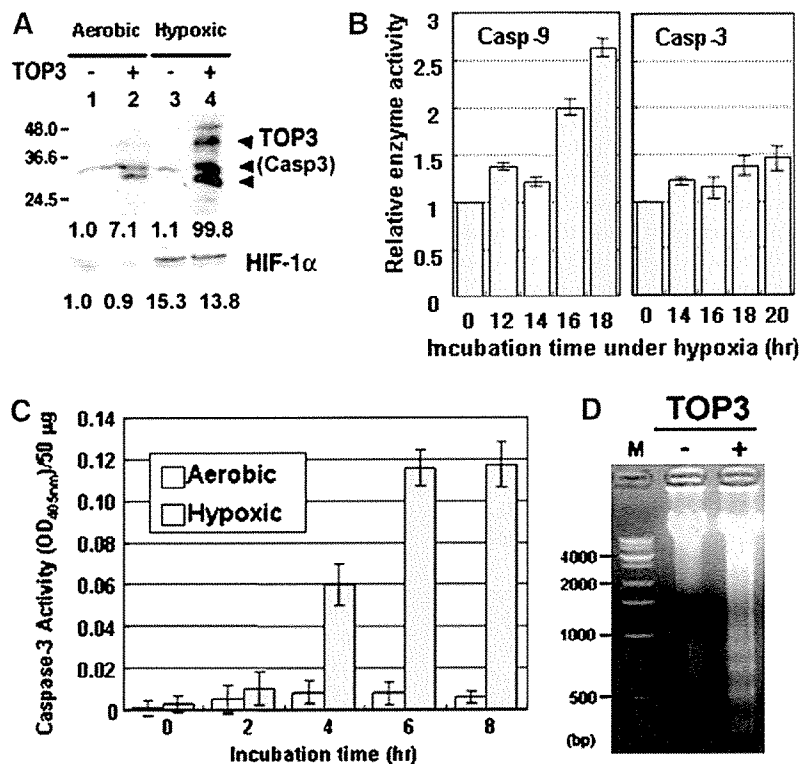 A
Aerobic Hypoxic
TOP3 - + - +
1 2 3 4
48.0
36.6
24.5
TOP3
(Casp3)
1.0 7.1 1.1 99.8
HIF-1α
1.0 0.9 15.3 13.8
B
Relative enzyme activity
3
2.5
2
1.5
1
0.5
0
Casp-9
Casp-3
0 12 14 16 18
0 14 16 18 20
Incubation time under hypoxia (hr)
C
Caspase-3 Activity (OD405nm)/50 µg
0.14
0.12
0.10
0.08
0.06
0.04
0.02
0
Aerobic
Hypoxic
0 2 4 6 8
Incubation time (hr)
D
TOP3
M - +
4000
2000
1000
500
(bp)